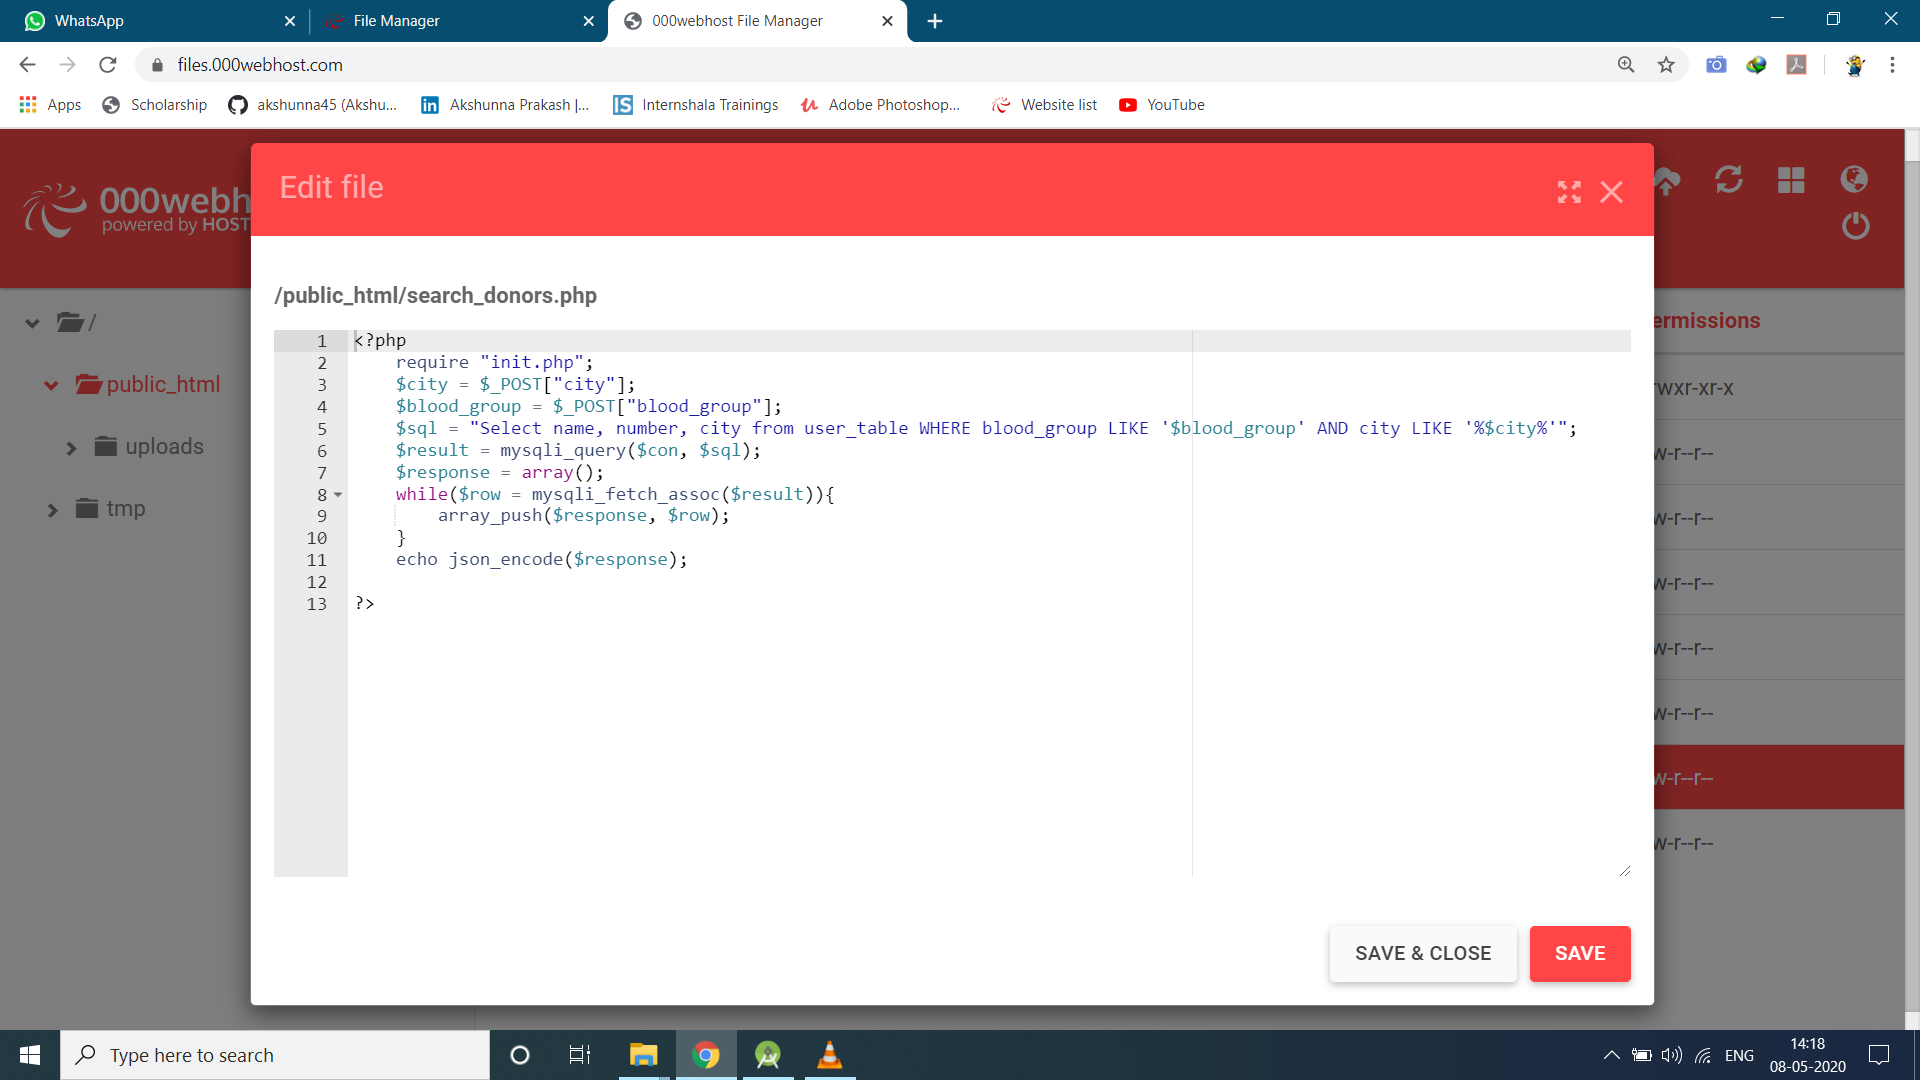 WhatsApp
File Manager
000webhost File Manager
files.000webhost.com
Apps
Scholarship
akshunna45 (Akshu...
Akshunna Prakash |...
Internshala Trainings
Adobe Photoshop...
Website list
YouTube
000webh
powered by HOST
Edit file
/public_html/search_donors.php
/
public_html
uploads
tmp
1 <?php
2 require "init.php";
3 $city = $_POST["city"];
4 $blood_group = $_POST["blood_group"];
5 $sql = "Select name, number, city from user_table WHERE blood_group LIKE '$blood_group' AND city LIKE '%$city%'";
6 $result = mysqli_query($con, $sql);
7 $response = array();
8 while($row = mysqli_fetch_assoc($result)){
9 array_push($response, $row);
10 }
11 echo json_encode($response);
12
13 ?>
ermissions
rwxr-xr-x
w-r--r--
w-r--r--
w-r--r--
w-r--r--
w-r--r--
w-r--r--
w-r--r--
SAVE & CLOSE
SAVE
Type here to search
ENG
14:18
08-05-2020